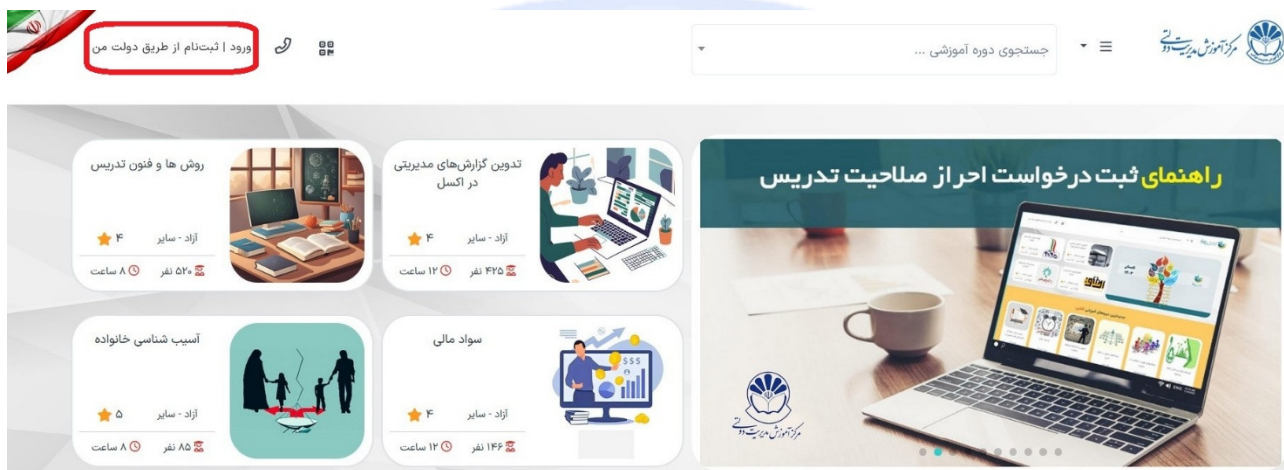 مرکز آموزش مدیریت دولتی
جستجوی دوره آموزشی ...
ورود | ثبت‌نام از طریق دولت من
راهنمای ثبت درخواست احراز صلاحیت تدریس
مرکز آموزش مدیریت دولتی
تدوین گزارش‌های مدیریتی
در اکسل
آزاد - سایر ۴
۴۲۵ نفر ۱۲ ساعت
روش ها و فنون تدریس
آزاد - سایر ۴
۵۲۰ نفر ۸ ساعت
سواد مالی
$$$
آزاد - سایر ۴
۱۴۶ نفر ۱۲ ساعت
آسیب شناسی خانواده
آزاد - سایر ۵
۸۵ نفر ۸ ساعت